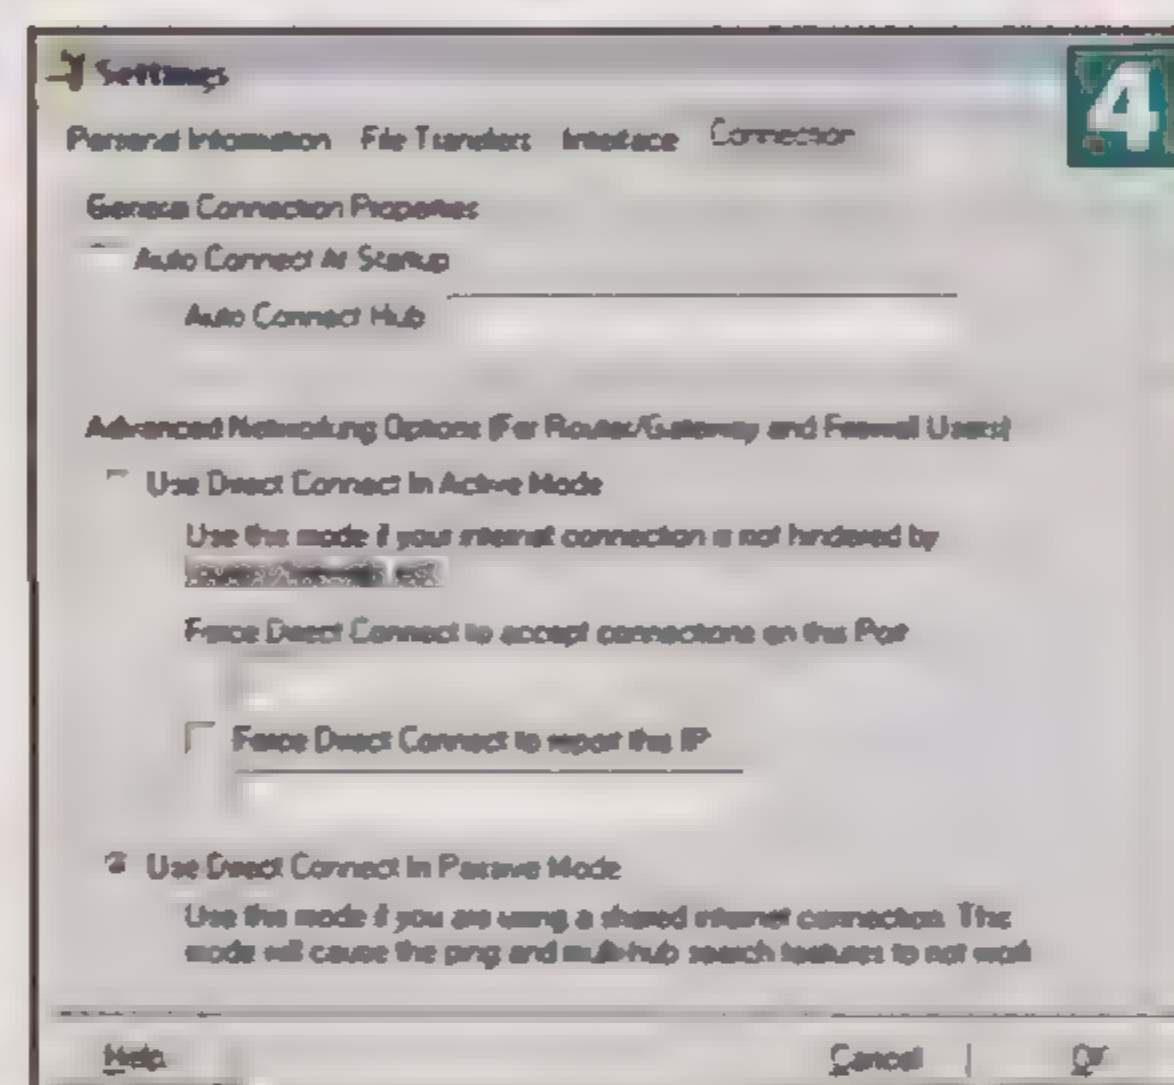 Settings
4
Personal Information File Transfers Interface Connection
General Connection Properties
Auto Connect At Startup
Auto Connect Hub
Advanced Networking Options (For Router/Gateway and Firewall Users)
Use Direct Connect In Active Mode
Use this mode if your internet connection is not hindered by
Force Direct Connect to accept connections on this Port
Force Direct Connect to report this IP
Use Direct Connect In Passive Mode
Use this mode if you are using a shared internet connection. This
mode will cause the ping and multi-hub search features to not work
Help Cancel OK